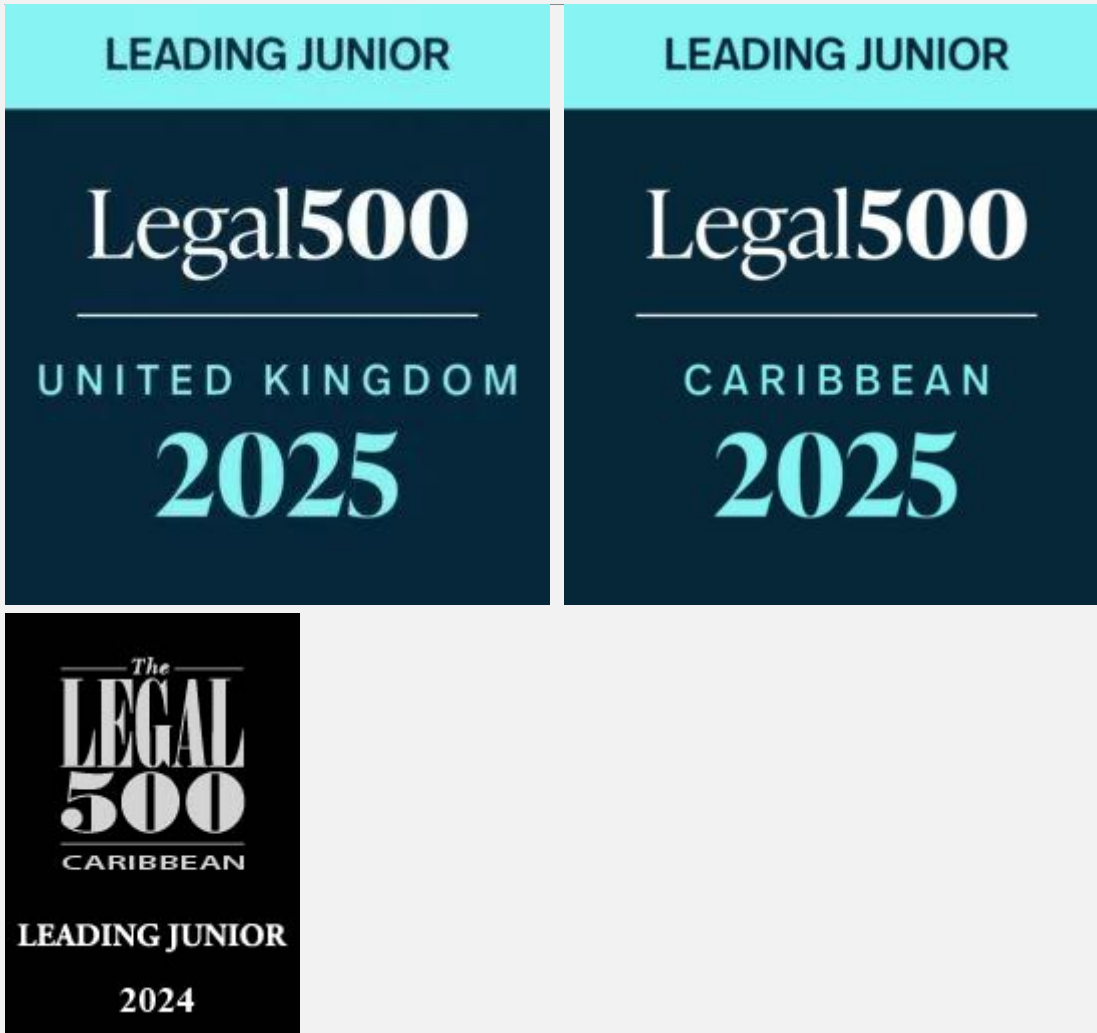 LEADING JUNIOR
Legal500
UNITED KINGDOM
2025
LEADING JUNIOR
Legal500
CARIBBEAN
2025
The
LEGAL
500
CARIBBEAN
LEADING JUNIOR
2024